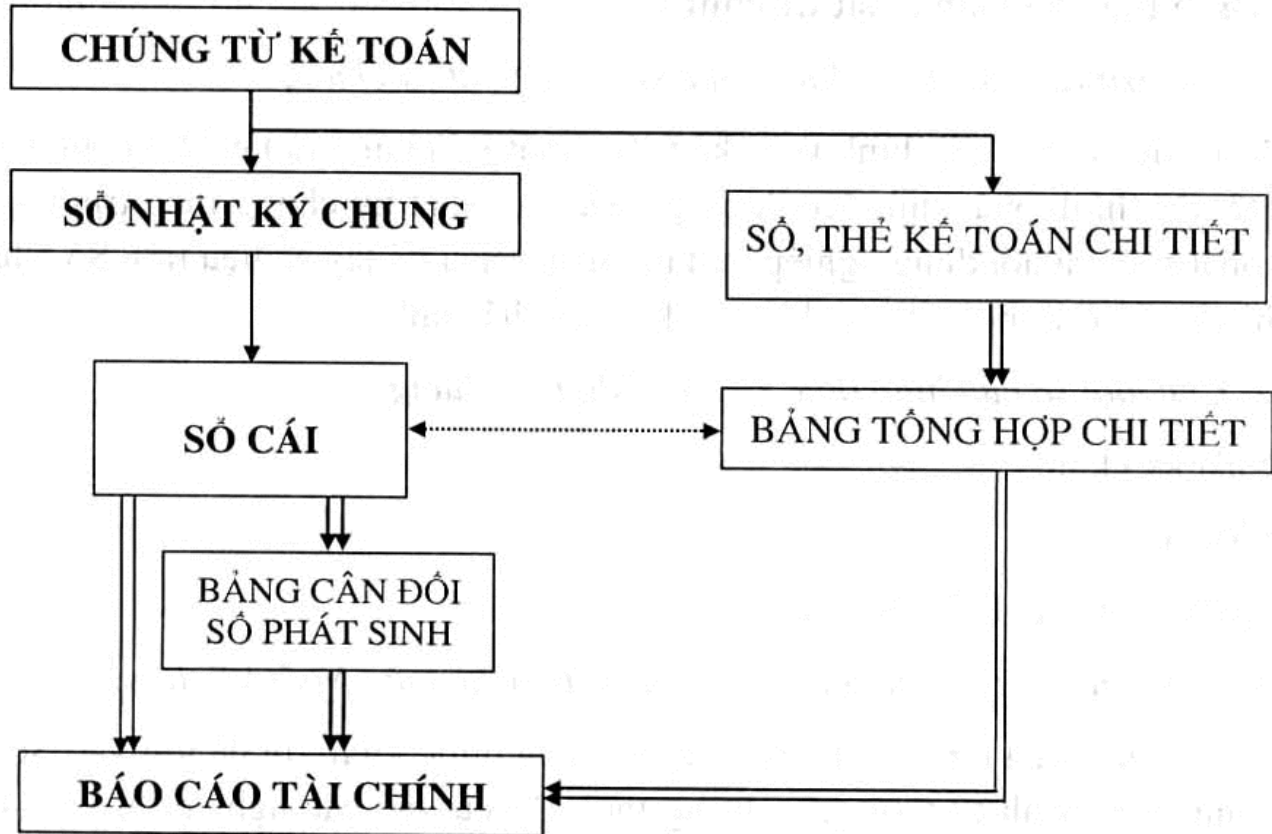 CHỨNG TỪ KẾ TOÁN
SỔ NHẬT KÝ CHUNG
SỔ, THẺ KẾ TOÁN CHI TIẾT
SỔ CÁI
BẢNG TỔNG HỢP CHI TIẾT
BẢNG CÂN ĐỐI
SỐ PHÁT SINH
BÁO CÁO TÀI CHÍNH